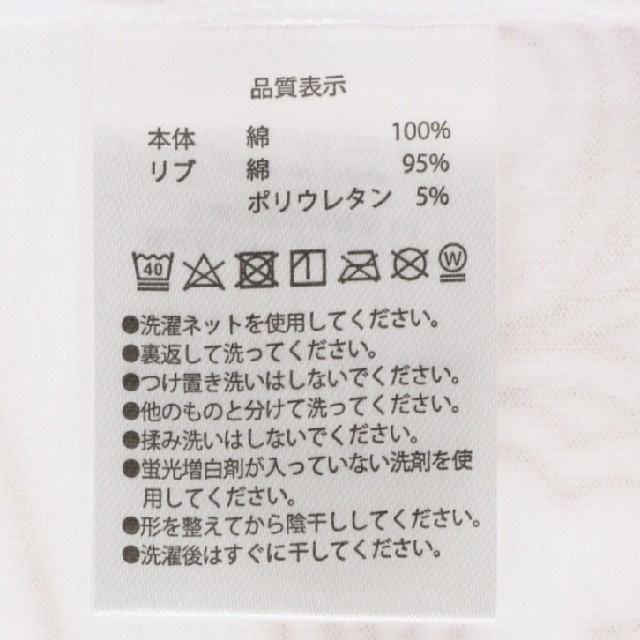 品質表示
本体 綿 100%
リブ 綿 95%
ポリウレタン 5%
40 W
●洗濯ネットを使用してください。
●裏返して洗ってください。
●つけ置き洗いはしないでください。
●他のものと分けて洗ってください。
●揉み洗いはしないでください。
●蛍光増白剤が入っていない洗剤を使
用してください。
●形を整えてから陰干ししてください。
●洗濯後はすぐに干してください。